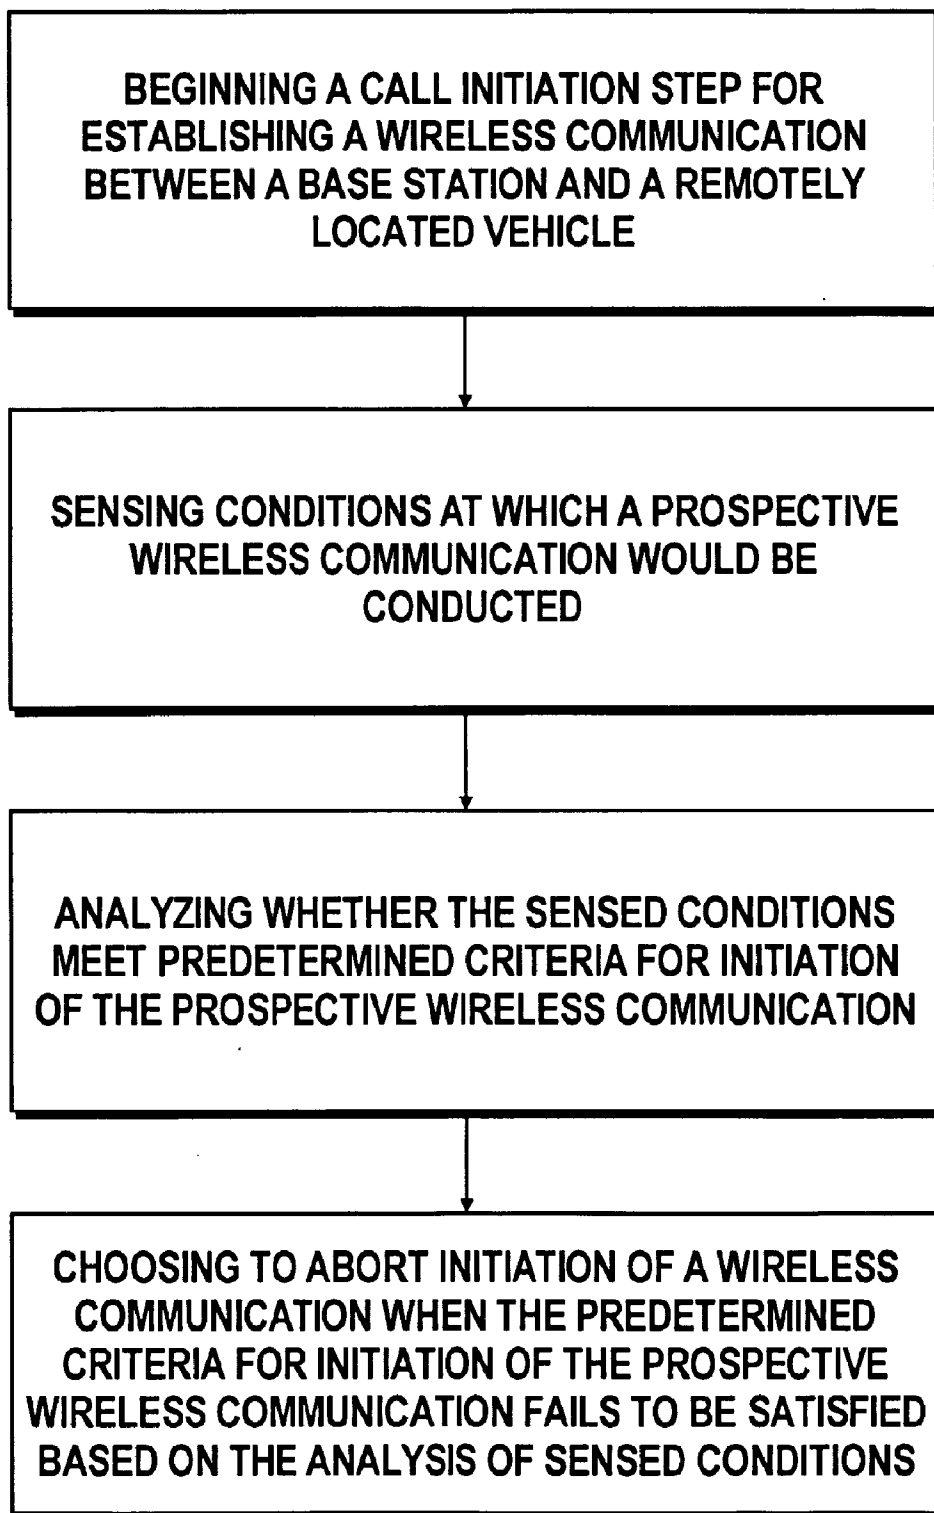 BEGINNING A CALL INITIATION STEP FOR
ESTABLISHING A WIRELESS COMMUNICATION
BETWEEN A BASE STATION AND A REMOTELY
LOCATED VEHICLE
SENSING CONDITIONS AT WHICH A PROSPECTIVE
WIRELESS COMMUNICATION WOULD BE
CONDUCTED
ANALYZING WHETHER THE SENSED CONDITIONS
MEET PREDETERMINED CRITERIA FOR INITIATION
OF THE PROSPECTIVE WIRELESS COMMUNICATION
CHOOSING TO ABORT INITIATION OF A WIRELESS
COMMUNICATION WHEN THE PREDETERMINED
CRITERIA FOR INITIATION OF THE PROSPECTIVE
WIRELESS COMMUNICATION FAILS TO BE SATISFIED
BASED ON THE ANALYSIS OF SENSED CONDITIONS